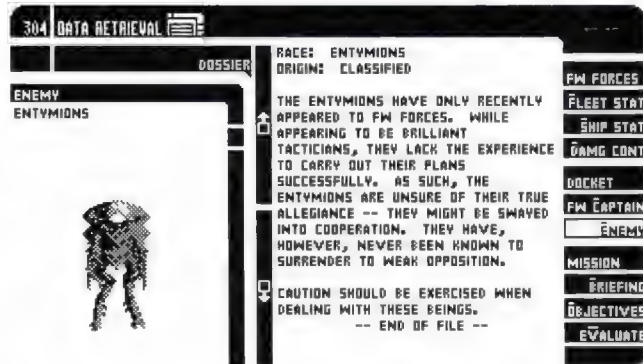 304 DATA RETRIEVAL
DOSSIER
ENEMY
ENTYMIONS
RACE: ENTYMIONS
ORIGIN: CLASSIFIED
THE ENTYMIONS HAVE ONLY RECENTLY
APPEARED TO FW FORCES. WHILE
APPEARING TO BE BRILLIANT
TACTICIANS, THEY LACK THE EXPERIENCE
TO CARRY OUT THEIR PLANS
SUCCESSFULLY. AS SUCH, THE
ENTYMIONS ARE UNSURE OF THEIR TRUE
ALLEGIANCE -- THEY MIGHT BE SWAYED
INTO COOPERATION. THEY HAVE,
HOWEVER, NEVER BEEN KNOWN TO
SURRENDER TO WEAK OPPOSITION.
CAUTION SHOULD BE EXERCISED WHEN
DEALING WITH THESE BEINGS.
-- END OF FILE --
FW FORCES
FLEET STAT
SHIP STAT
DAMG CONT
DOCKET
FW CAPTAIN
ENEMY
MISSION
BRIEFING
OBJECTIVES
EVALUATE